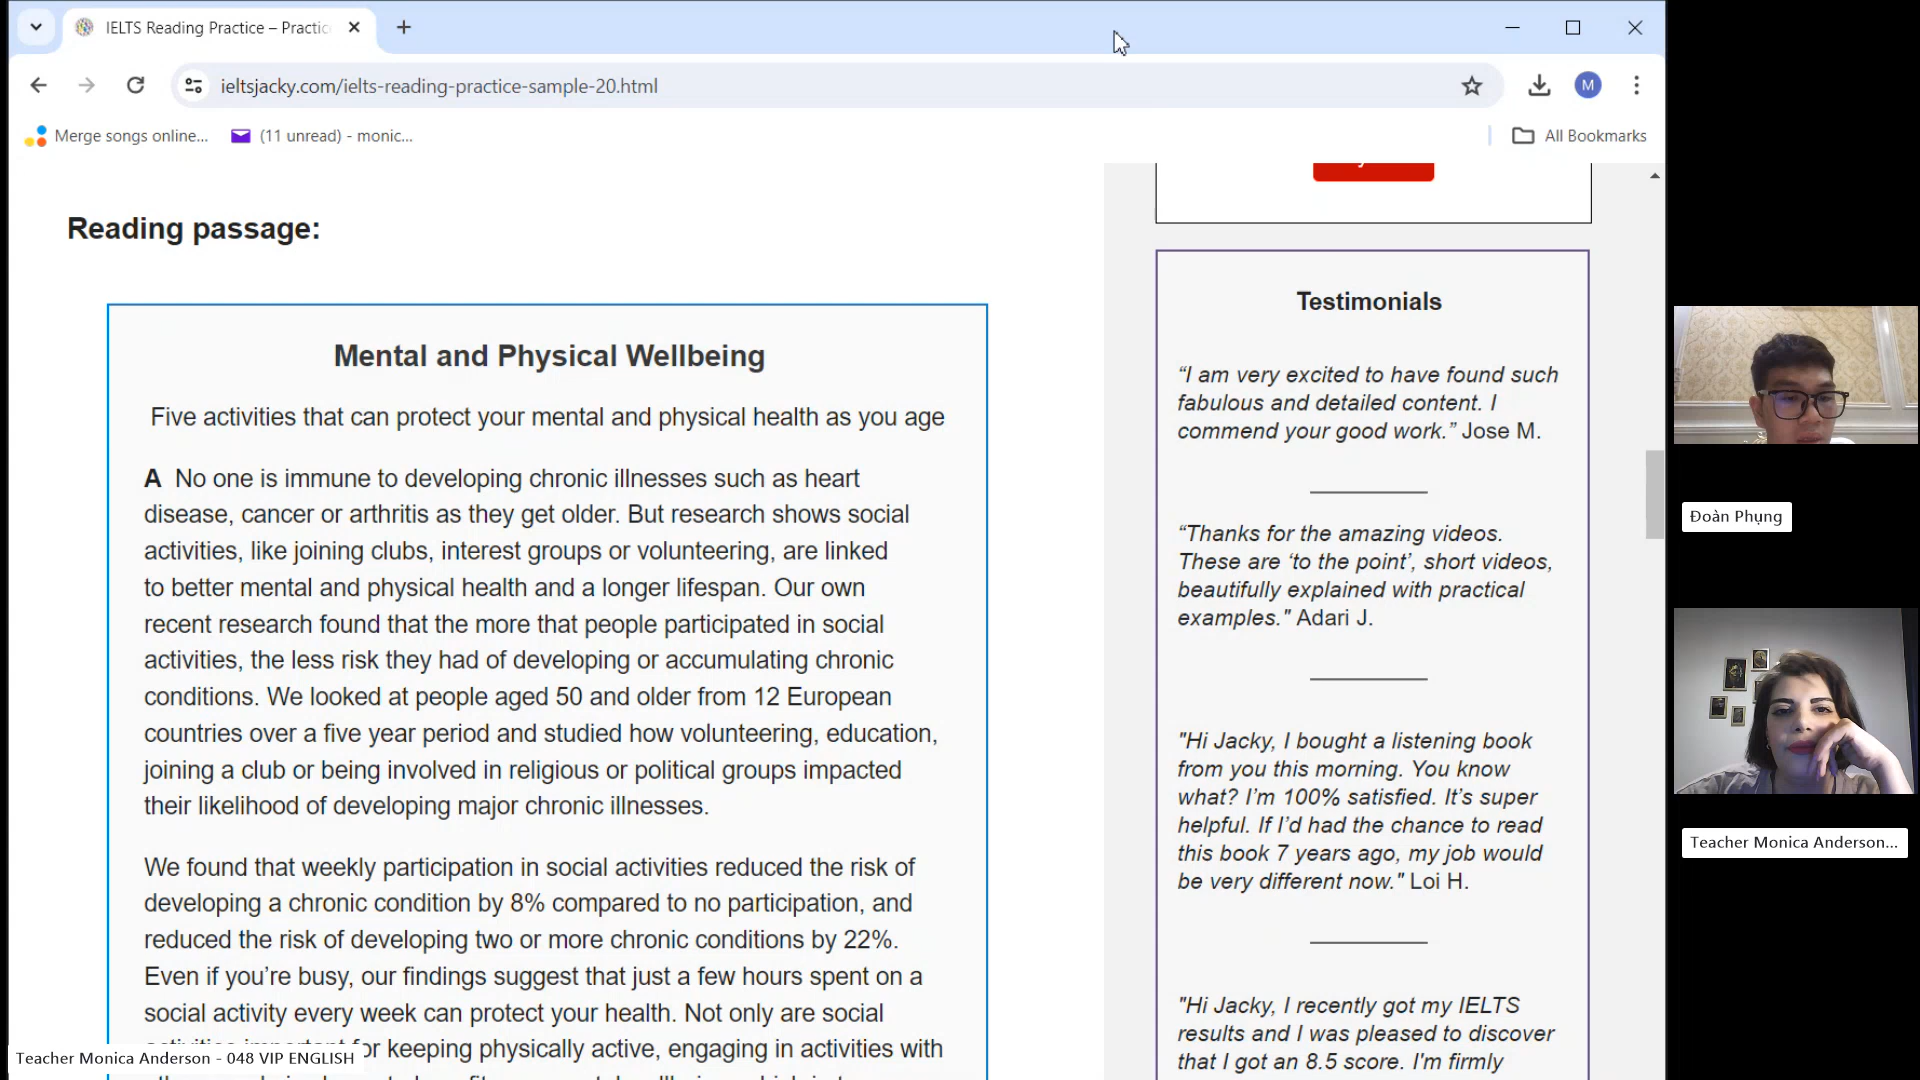 IELTS Reading Practice – Practic
ieltsjacky.com/ielts-reading-practice-sample-20.html
M
Merge songs online...
(11 unread) - monic...
All Bookmarks
Reading passage:
Mental and Physical Wellbeing
Five activities that can protect your mental and physical health as you age
A No one is immune to developing chronic illnesses such as heart
disease, cancer or arthritis as they get older. But research shows social
activities, like joining clubs, interest groups or volunteering, are linked
to better mental and physical health and a longer lifespan. Our own
recent research found that the more that people participated in social
activities, the less risk they had of developing or accumulating chronic
conditions. We looked at people aged 50 and older from 12 European
countries over a five year period and studied how volunteering, education,
joining a club or being involved in religious or political groups impacted
their likelihood of developing major chronic illnesses.
We found that weekly participation in social activities reduced the risk of
developing a chronic condition by 8% compared to no participation, and
reduced the risk of developing two or more chronic conditions by 22%.
Even if you’re busy, our findings suggest that just a few hours spent on a
social activity every week can protect your health. Not only are social
for keeping physically active, engaging in activities with
Teacher Monica Anderson - 048 VIP ENGLISH
Testimonials
“I am very excited to have found such
fabulous and detailed content. I
commend your good work.” Jose M.
“Thanks for the amazing videos.
These are ‘to the point’, short videos,
beautifully explained with practical
examples." Adari J.
"Hi Jacky, I bought a listening book
from you this morning. You know
what? I’m 100% satisfied. It’s super
helpful. If I’d had the chance to read
this book 7 years ago, my job would
be very different now." Loi H.
"Hi Jacky, I recently got my IELTS
results and I was pleased to discover
that I got an 8.5 score. I'm firmly
Đoàn Phụng
Teacher Monica Anderson...